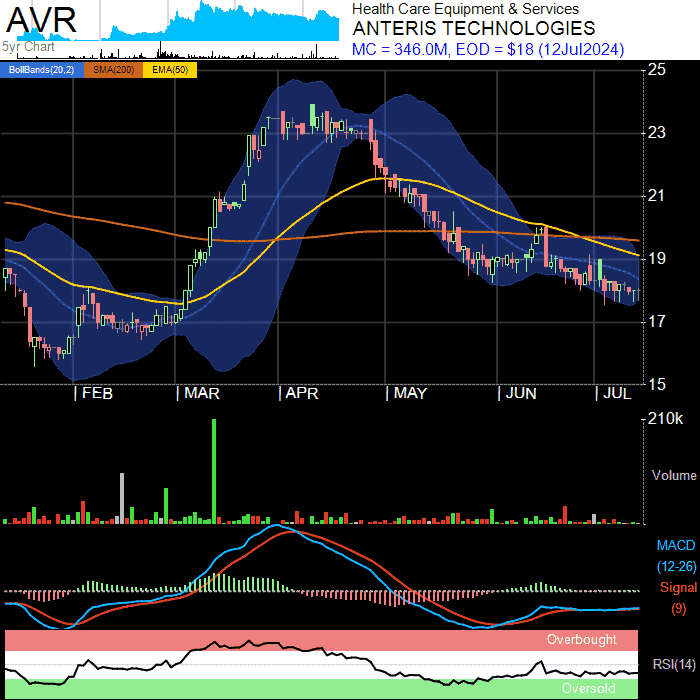 AVR
5yr Chart
Health Care Equipment & Services
ANTERIS TECHNOLOGIES
MC = 346.0M, EOD = $18 (12Jul2024)
BollBands(20,2) SMA(200) EMA(50)
25
23
21
19
17
15
FEB MAR APR MAY JUN JUL
210k
Volume
MACD
(12-26)
Signal
(9)
Overbought
RSI(14)
Oversold